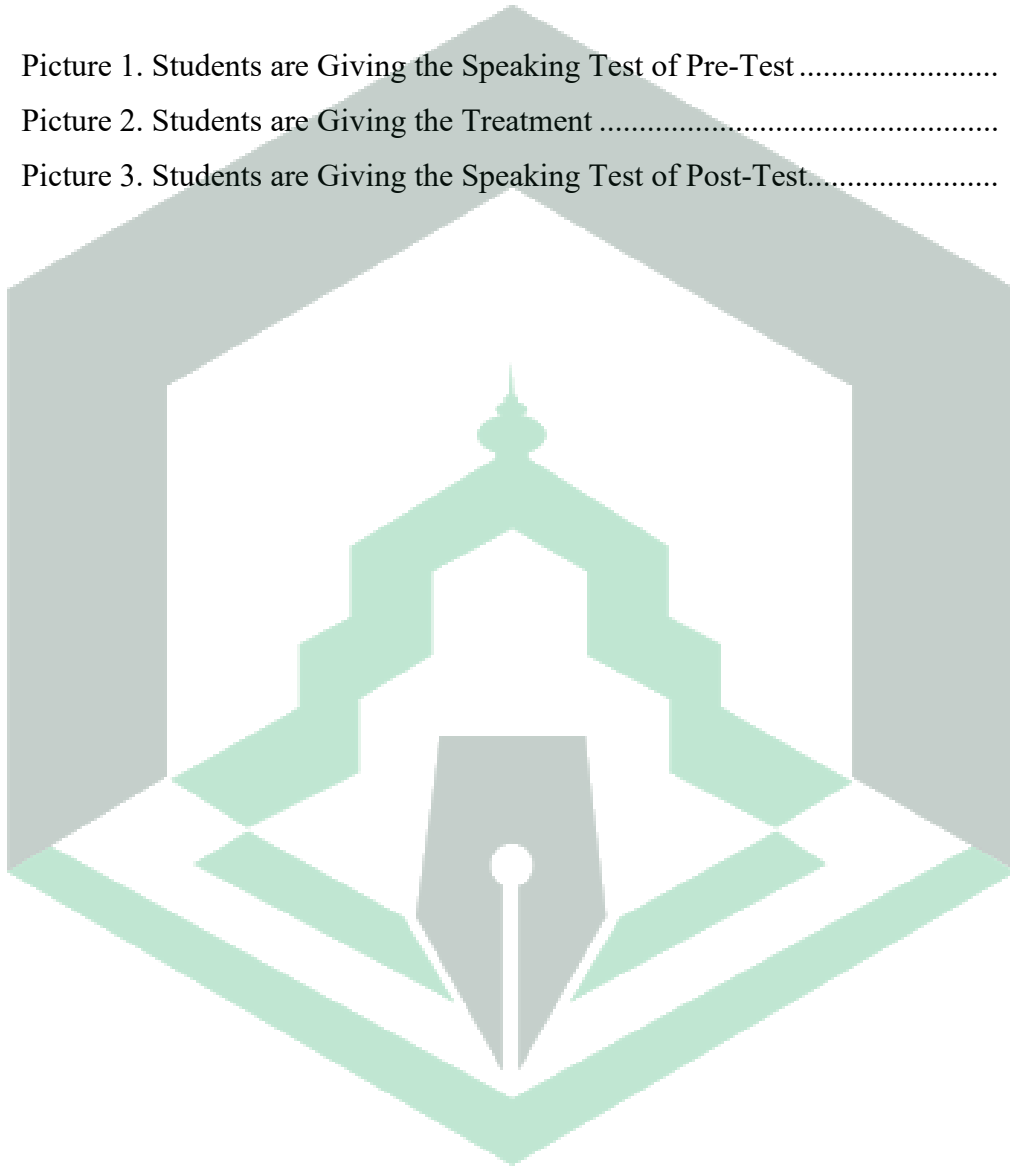 Picture 1. Students are Giving the Speaking Test of Pre-Test.........................
Picture 2. Students are Giving the Treatment ..................................................
Picture 3. Students are Giving the Speaking Test of Post-Test........................